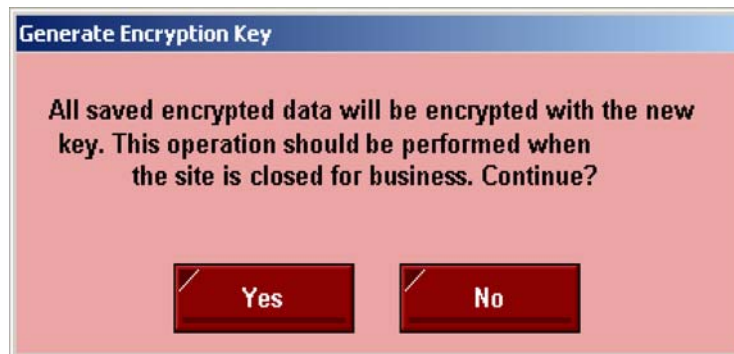 Generate Encryption Key
All saved encrypted data will be encrypted with the new
key. This operation should be performed when
the site is closed for business. Continue?
Yes
No